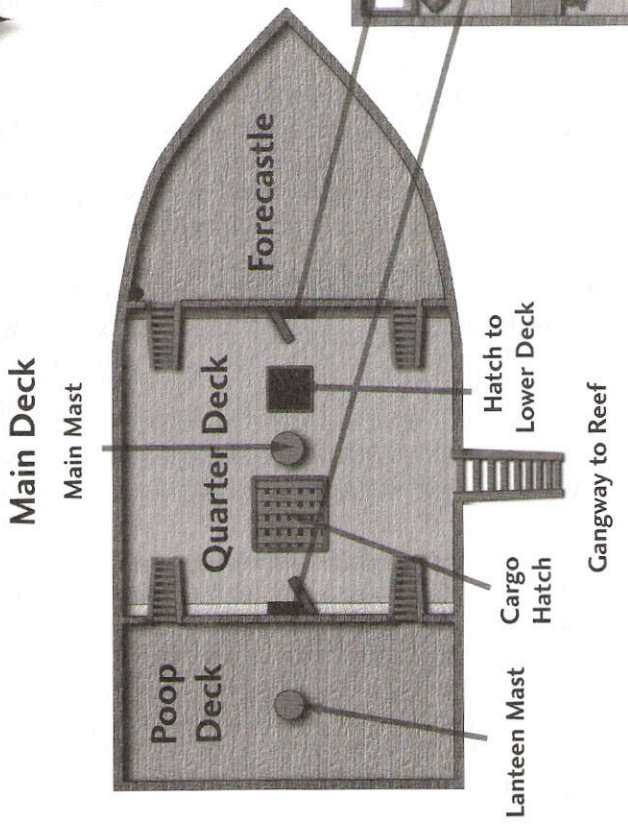 Main Deck
Main Mast
Forecastle
Quarter Deck
Poop
Deck
Hatch to
Lower Deck
Cargo
Hatch
Lanteen Mast
Gangway to Reef